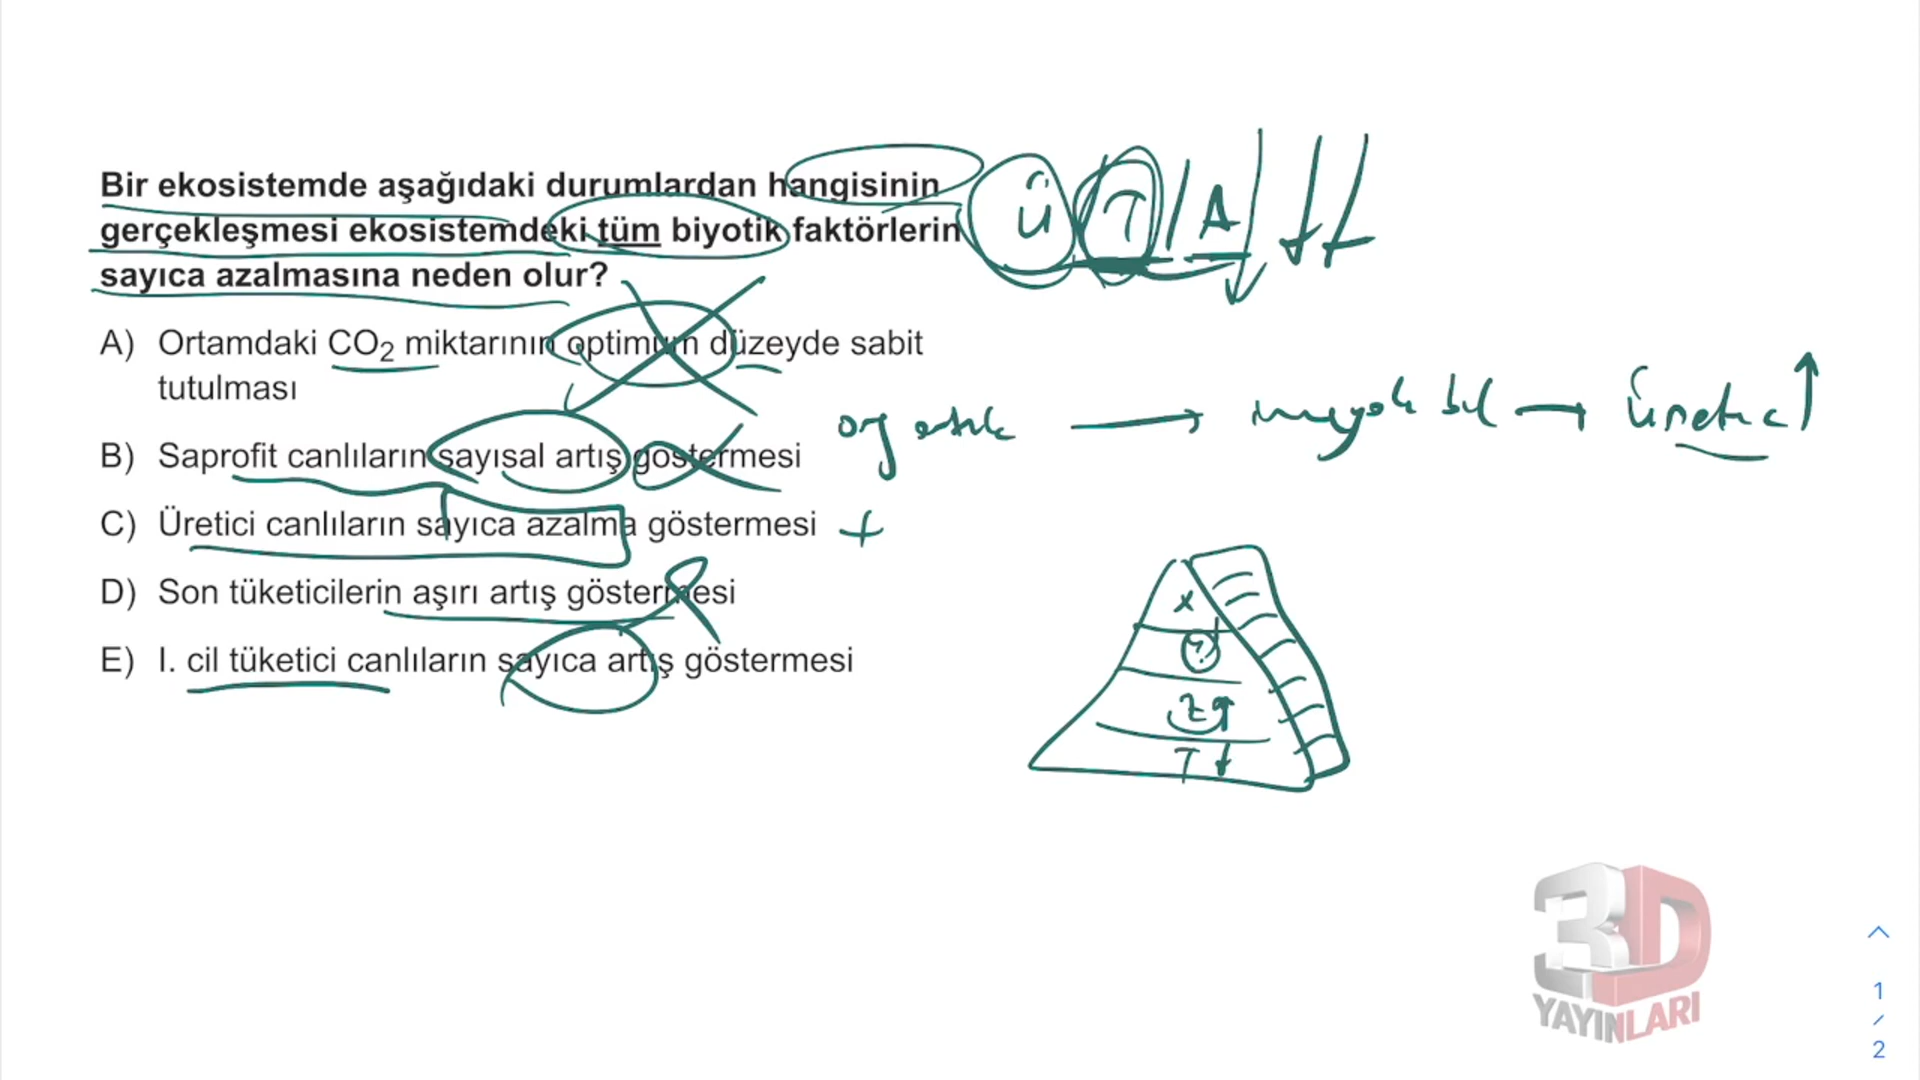 Bir ekosistemde aşağıdaki durumlardan hangisinin
gerçekleşmesi ekosistemdeki tüm biyotik faktörlerin
sayıca azalmasına neden olur?
Ü T A
A) Ortamdaki CO2 miktarının optimum düzeyde sabit
tutulması
B) Saprofit canlıların sayısal artış göstermesi
org → → Üretici ↑
C) Üretici canlıların sayıca azalma göstermesi +
D) Son tüketicilerin aşırı artış göstermesi
E) I. cil tüketici canlıların sayıca artış göstermesi
x
T
3D
YAYINLARI
1
/
2